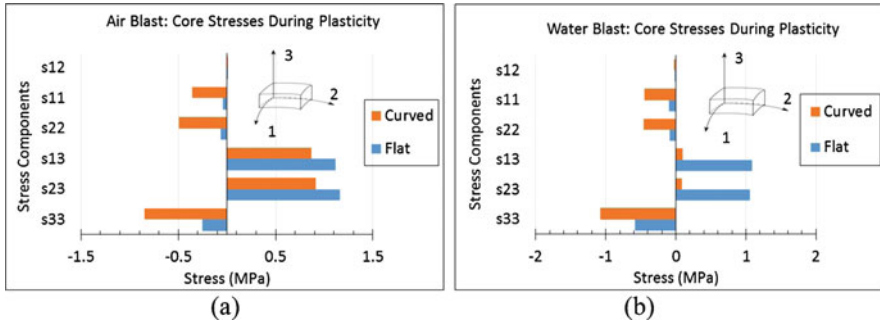 Air Blast: Core Stresses During Plasticity
Stress Components
s12
s11
s22
s13
s23
s33
3
2
1
Curved
Flat
-1.5
-0.5
0.5
1.5
Stress (MPa)
(a)
Water Blast: Core Stresses During Plasticity
Stress Components
s12
s11
s22
s13
s23
s33
3
2
1
Curved
Flat
-2
-1
0
1
2
Stress (MPa)
(b)